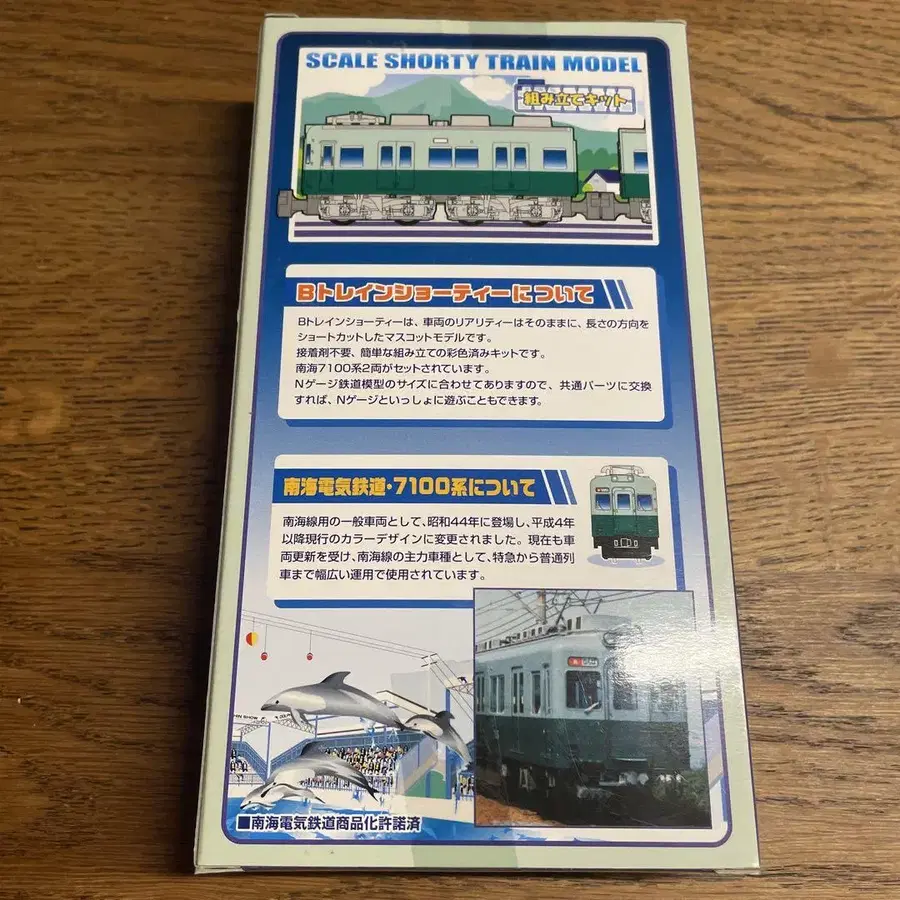 SCALE SHORTY TRAIN MODEL
組み立てキット
Bトレインショーティーについて
Bトレインショーティーは、車両のリアリティーはそのままに、長さの方向を
ショートカットしたマスコットモデルです。
接着剤不要、簡単な組み立ての彩色済みキットです。
南海7100系2両がセットされています。
Nゲージ鉄道模型のサイズに合わせてありますので、共通パーツに交換
すれば、Nゲージといっしょに遊ぶこともできます。
南海電気鉄道・7100系について
南海線用の一般車両として、昭和44年に登場し、平成4年
以降現行のカラーデザインに変更されました。現在も車
両更新を受け、南海線の主力車種として、特急から普通列
車まで幅広い運用で使用されています。
■南海電気鉄道商品化許諾済